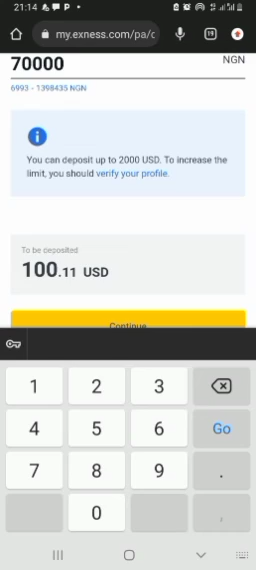 21:14
my.exness.com/pa/c
19
70000 NGN
6993 - 1398435 NGN
You can deposit up to 2000 USD. To increase the
limit, you should verify your profile.
To be deposited
100.11 USD
Continue
1 2 3
4 5 6 Go
7 8 9 .
0 ,